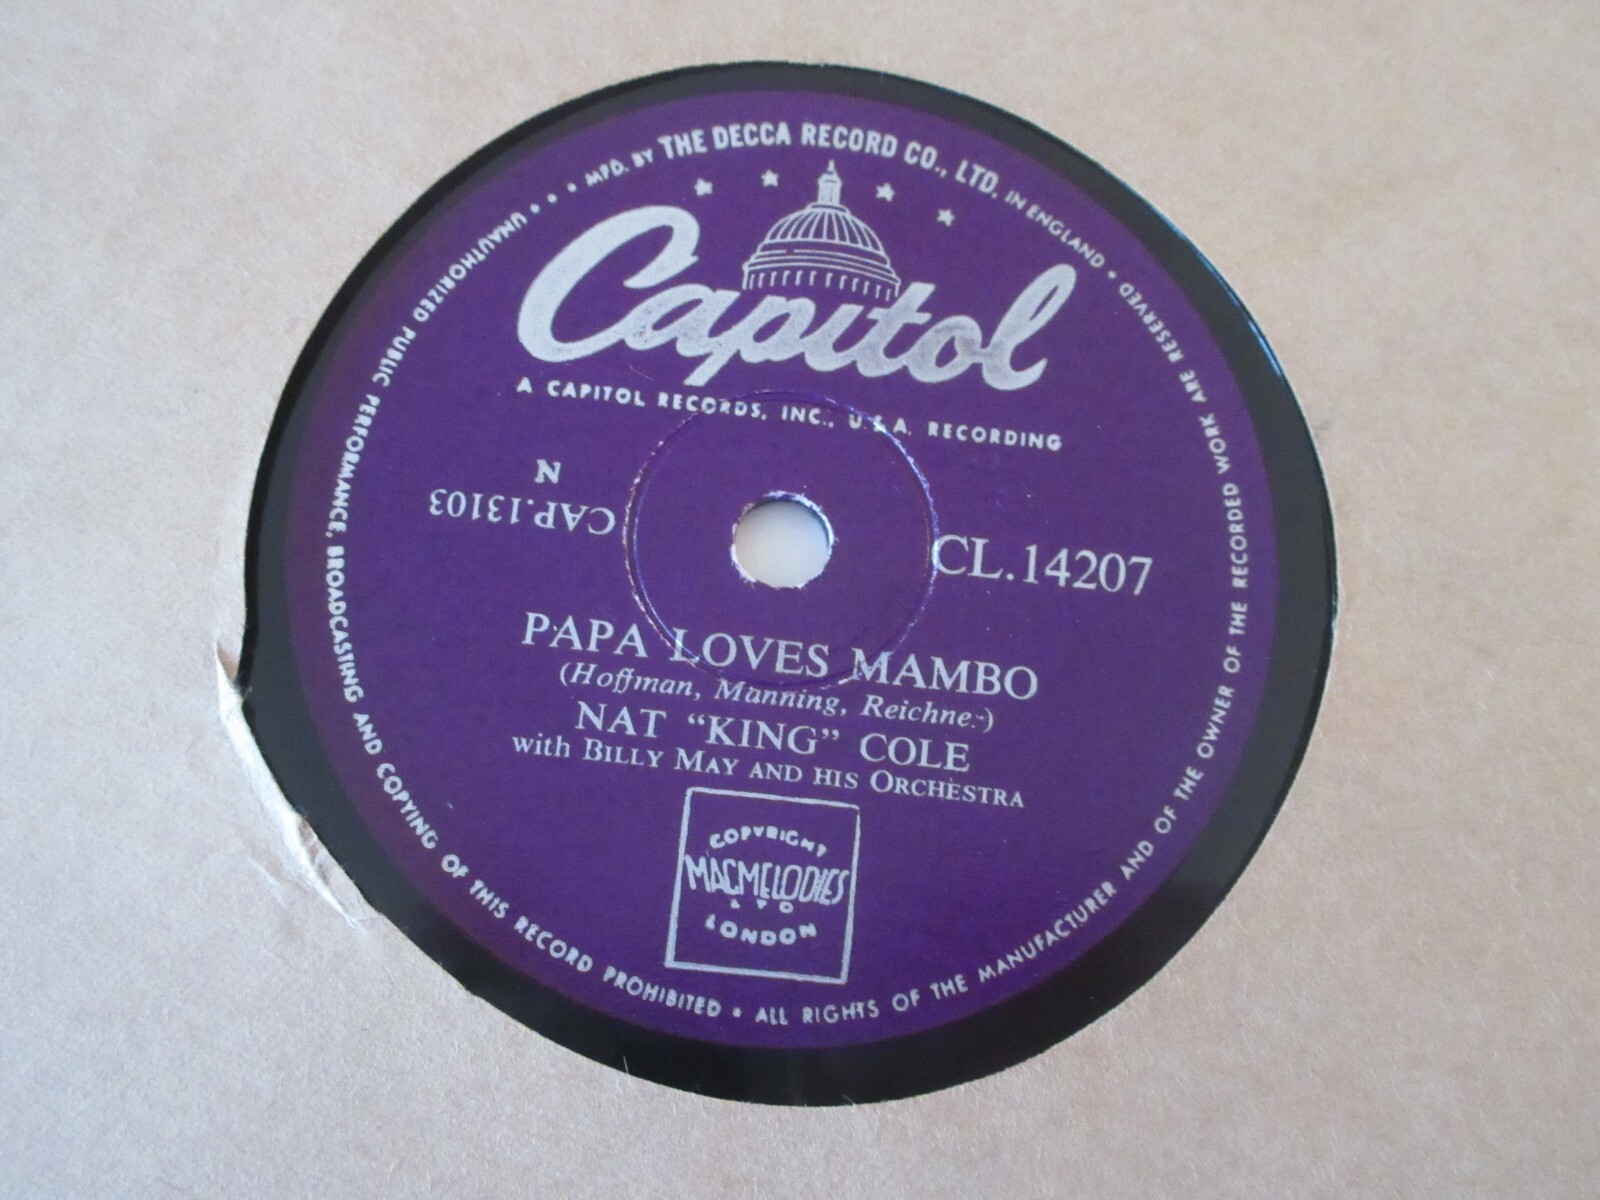 MFD. BY THE DECCA RECORD CO., LTD. IN ENGLAND • ALL RIGHTS OF THE MANUFACTURER AND OF THE OWNER OF THE RECORDED WORK ARE RESERVED •
UNAUTHORIZED PUBLIC PERFORMANCE, BROADCASTING AND COPYING OF THIS RECORD PROHIBITED •
Capitol
A CAPITOL RECORDS, INC., U.S.A. RECORDING
N
CAP.13103
CL.14207
PAPA LOVES MAMBO
(Hoffman, Manning, Reichner)
NAT “KING” COLE
with BILLY MAY AND HIS ORCHESTRA
COPYRIGHT
MACMELODIES
LTD
LONDON